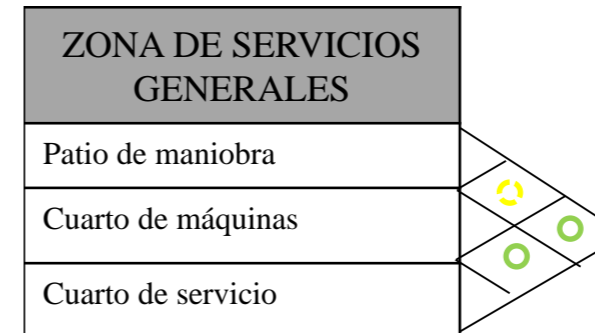 ZONA DE SERVICIOS
GENERALES
Patio de maniobra
Cuarto de máquinas
Cuarto de servicio